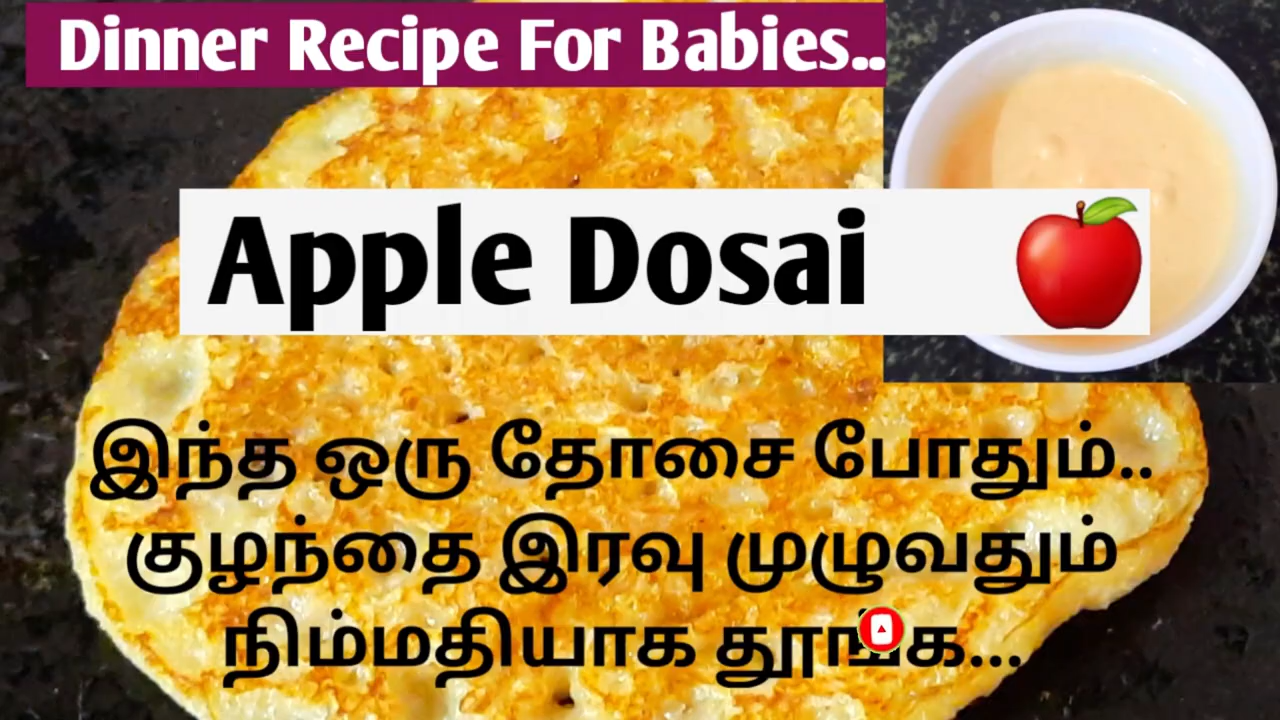 Dinner Recipe For Babies..
Apple Dosai
இந்த ஒரு தோசை போதும்..
குழந்தை இரவு முழுவதும்
நிம்மதியாக தூங்க...